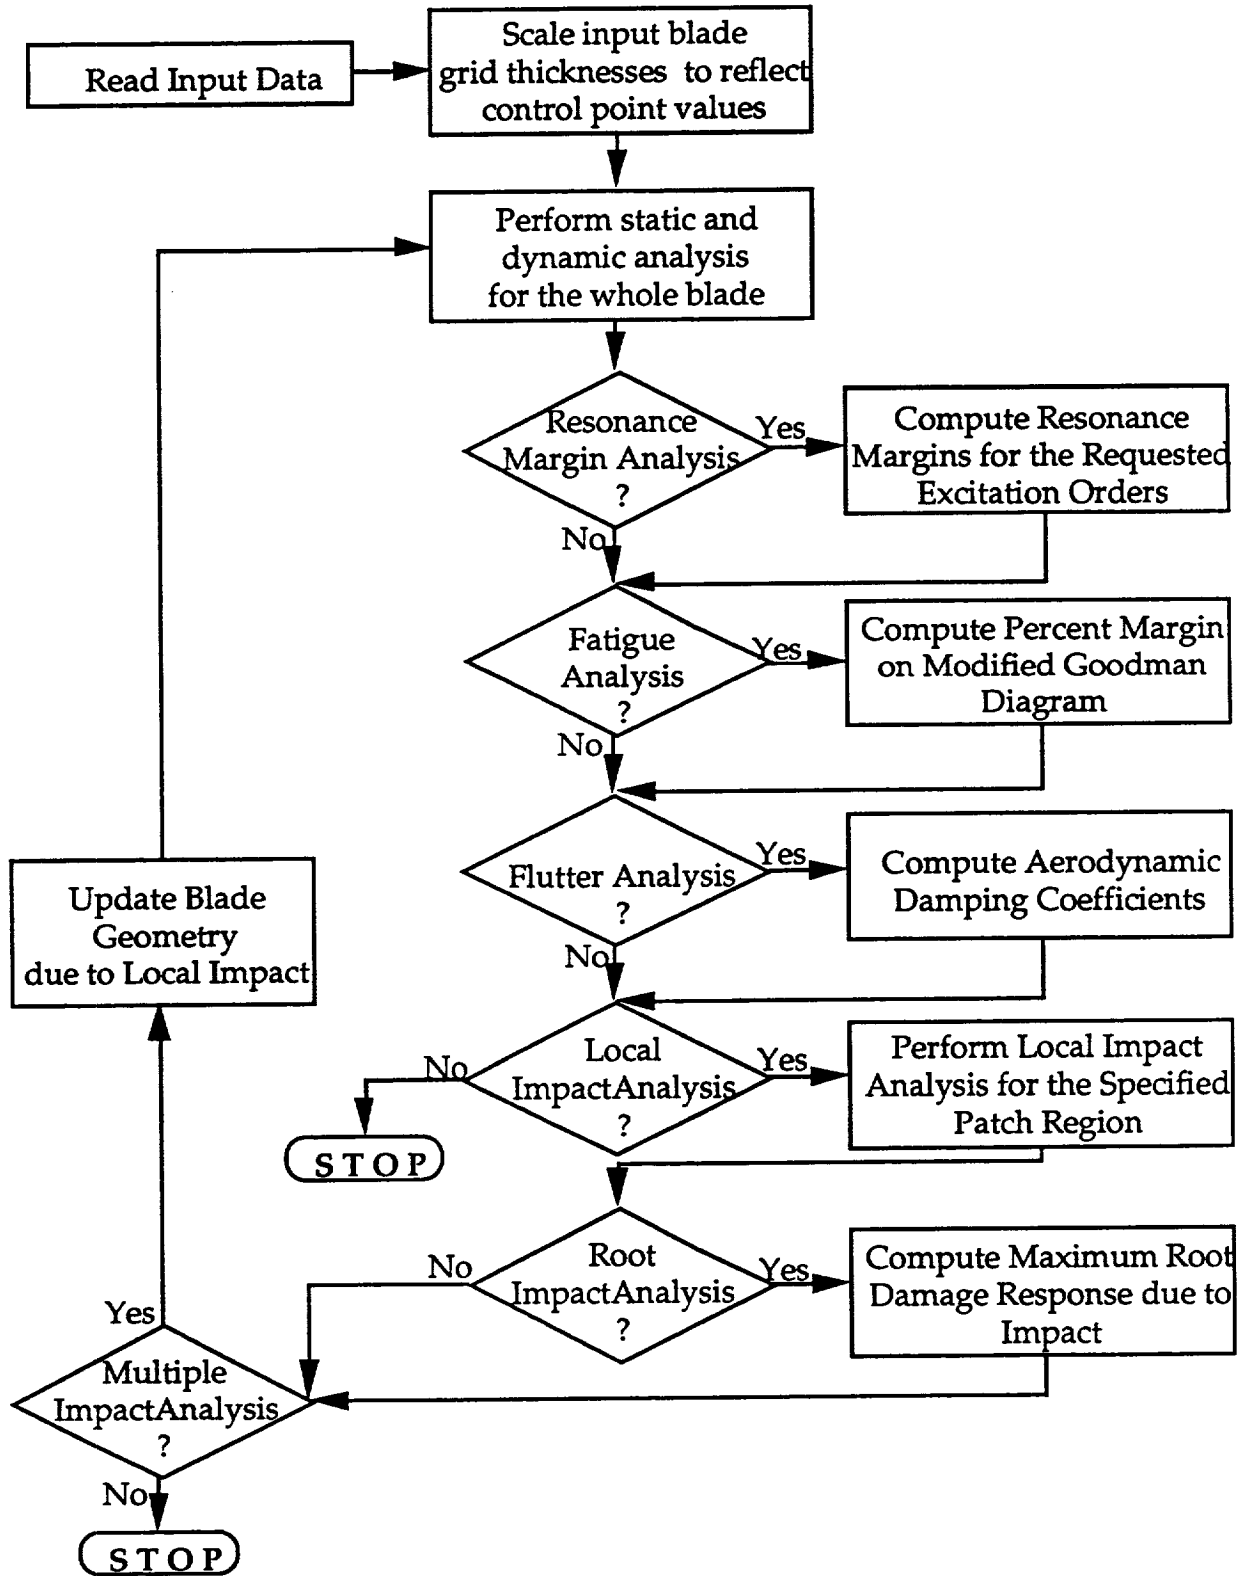 Read Input Data
Scale input blade
grid thicknesses to reflect
control point values
Perform static and
dynamic analysis
for the whole blade
Resonance
Margin Analysis
?
Yes
No
Compute Resonance
Margins for the Requested
Excitation Orders
Fatigue
Analysis
?
Yes
No
Compute Percent Margin
on Modified Goodman
Diagram
Flutter Analysis
?
Yes
No
Compute Aerodynamic
Damping Coefficients
Update Blade
Geometry
due to Local Impact
Local
ImpactAnalysis
?
Yes
No
STOP
Perform Local Impact
Analysis for the Specified
Patch Region
Root
ImpactAnalysis
?
Yes
No
Compute Maximum Root
Damage Response due to
Impact
Yes
Multiple
ImpactAnalysis
?
No
STOP